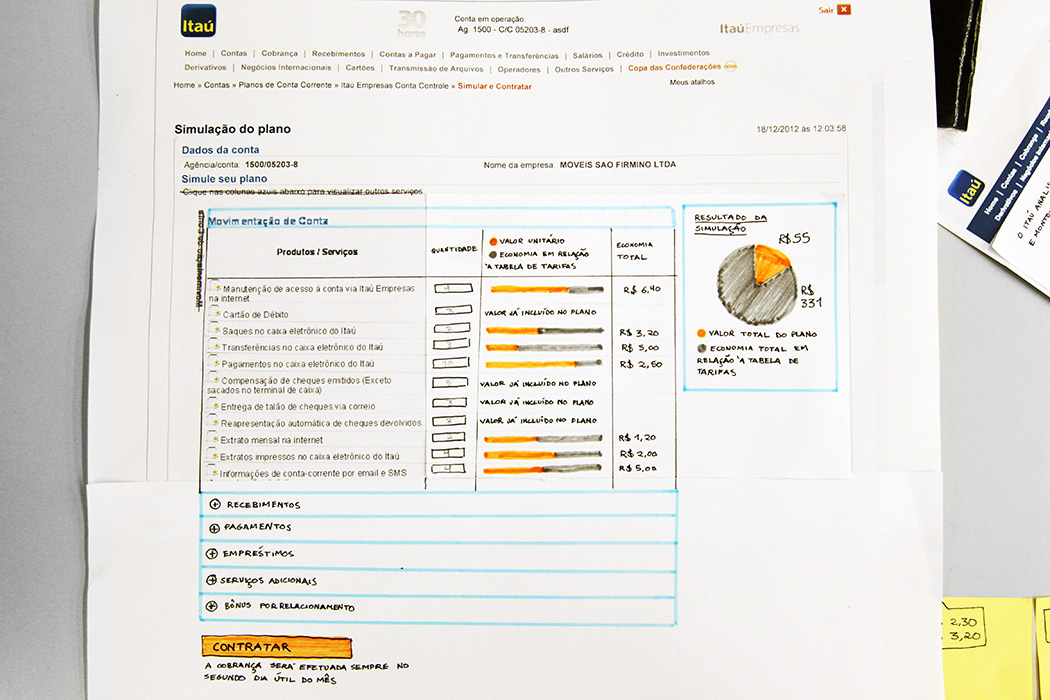 Itaú
30 horas
Conta em operação
Ag. 1500 - C/C 05203-8 - asdf
Sair X
ItaúEmpresas
Home | Contas | Cobrança | Recebimentos | Contas a Pagar | Pagamentos e Transferências | Salários | Crédito | Investimentos
Derivativos | Negócios Internacionais | Cartões | Transmissão de Arquivos | Operadores | Outros Serviços | Copa das Confederações
Meus atalhos
Home » Contas » Planos de Conta Corrente » Itaú Empresas Conta Controle » Simular e Contratar
Simulação do plano
18/12/2012 às 12:03:58
Dados da conta
Agência/conta: 1500/05203-8
Nome da empresa: MOVEIS SAO FIRMINO LTDA
Simule seu plano
Clique nas colunas azuis abaixo para visualizar outros serviços
Movimentação de Conta
Produtos / Serviços
QUANTIDADE
VALOR UNITÁRIO
ECONOMIA EM RELAÇÃO
À TABELA DE TARIFAS
ECONOMIA
TOTAL
Manutenção de acesso à conta via Itaú Empresas
na internet
R$ 6,40
Cartão de Débito
VALOR JÁ INCLUÍDO NO PLANO
Saques no caixa eletrônico do Itaú
R$ 3,20
Transferências no caixa eletrônico do Itaú
R$ 5,00
Pagamentos no caixa eletrônico do Itaú
R$ 2,50
Compensação de cheques emitidos (Exceto
sacados no terminal de caixa)
VALOR JÁ INCLUÍDO NO PLANO
Entrega de talão de cheques via correio
VALOR JÁ INCLUÍDO NO PLANO
Reapresentação automática de cheques devolvidos
VALOR JÁ INCLUÍDO NO PLANO
Extrato mensal na internet
R$ 1,20
Extratos impressos no caixa eletrônico do Itaú
R$ 2,00
Informações de conta-corrente por email e SMS
R$ 5,00
RECEBIMENTOS
PAGAMENTOS
EMPRÉSTIMOS
SERVIÇOS ADICIONAIS
BÔNUS POR RELACIONAMENTO
CONTRATAR
A COBRANÇA SERÁ EFETUADA SEMPRE NO
SEGUNDO DIA ÚTIL DO MÊS
RESULTADO DA
SIMULAÇÃO
R$55
R$
331
VALOR TOTAL DO PLANO
ECONOMIA TOTAL EM
RELAÇÃO À TABELA DE
TARIFAS
Itaú
Home | Contas | Cobrança
Derivativos | Negócios
O ITAÚ
E MONTO
2,30
3,20